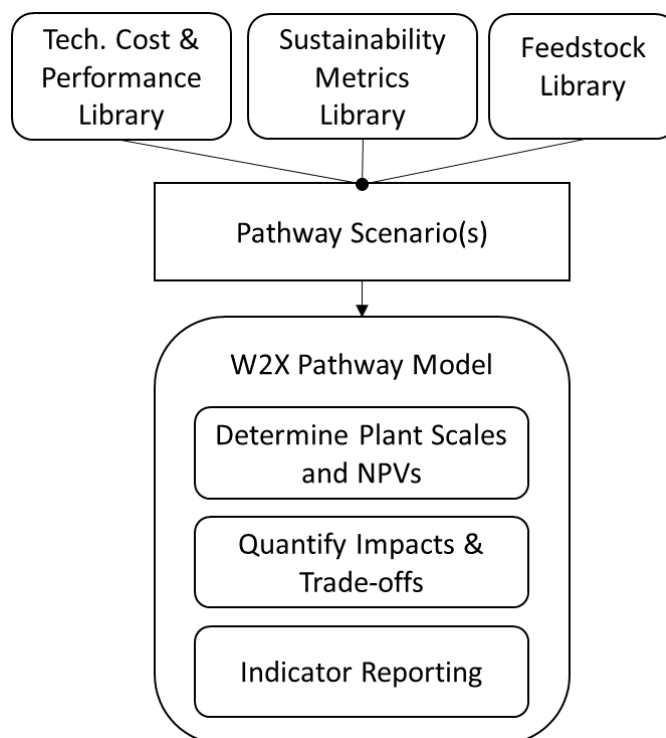 Tech. Cost &
Performance
Library
Sustainability
Metrics
Library
Feedstock
Library
Pathway Scenario(s)
W2X Pathway Model
Determine Plant Scales
and NPVs
Quantify Impacts &
Trade-offs
Indicator Reporting